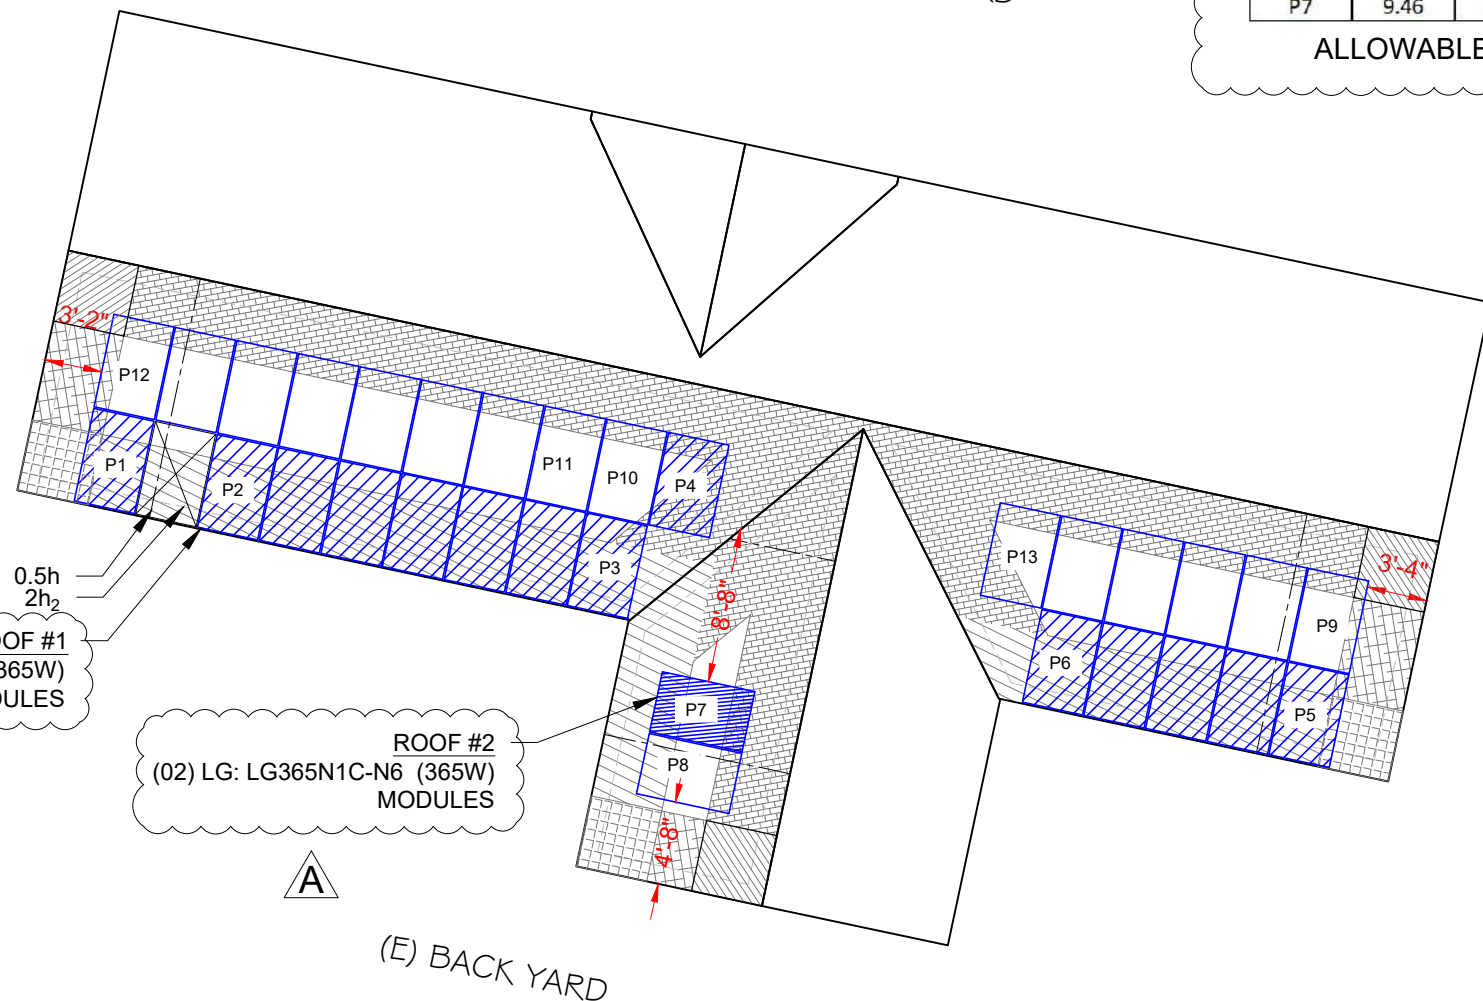 P7 9.46
ALLOWABLE
3'-2"
P12
P1
P2
P11
P10
P4
P3
0.5h
2h2
OF #1
365W)
DULES
8'-8"
P7
P8
4'-8"
ROOF #2
(02) LG: LG365N1C-N6 (365W)
MODULES
A
P13
P6
P9
P5
3'-4"
(E) BACK YARD